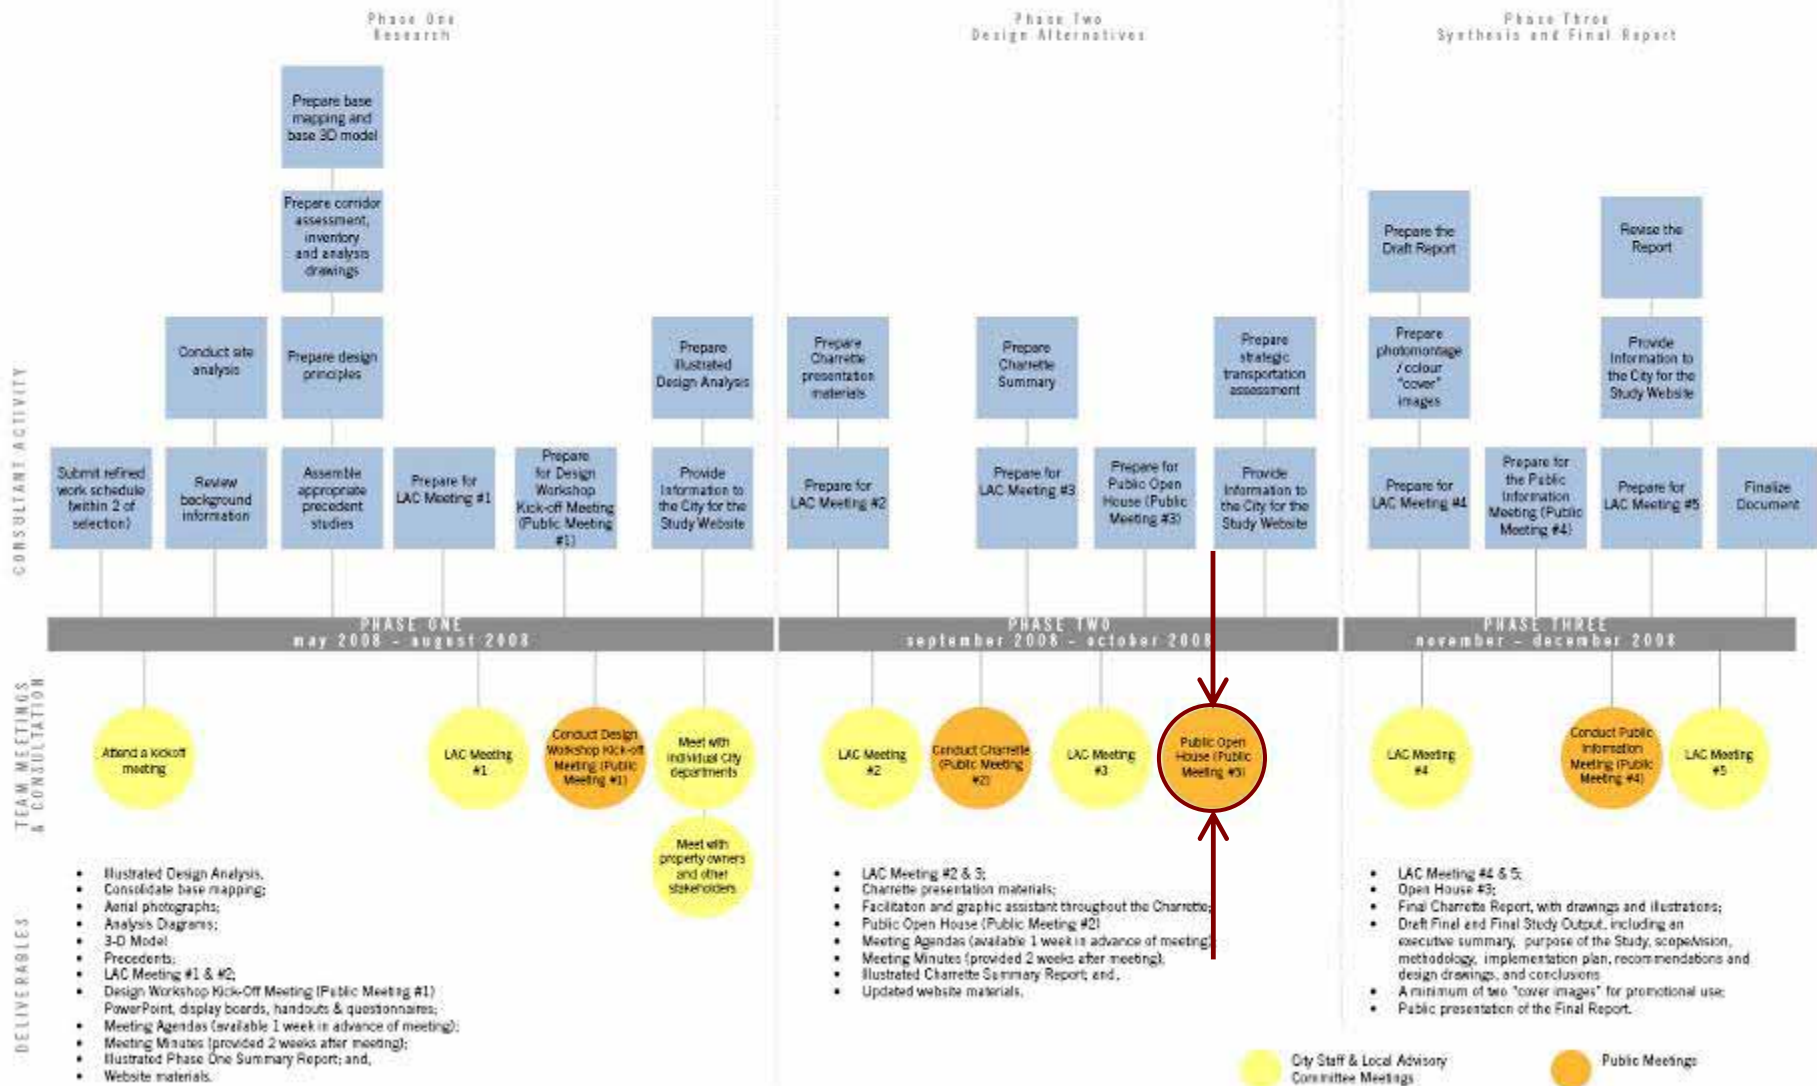 Phase One
Research
Phase Two
Design Alternatives
Phase Three
Synthesis and Final Report
CONSULTANT ACTIVITY
Prepare base
mapping and
base 3D model
Prepare corridor
assessment,
inventory
and analysis
drawings
Conduct site
analysis
Prepare design
principles
Prepare
illustrated
Design Analysis
Submit refined
work schedule
(within 2 of
selection)
Review
background
information
Assemble
appropriate
precedent
studies
Prepare for
LAC Meeting #1
Prepare
for Design
Workshop
Kick-off Meeting
(Public Meeting
#1)
Provide
Information to
the City for the
Study Website
Prepare
Charrette
presentation
materials
Prepare
Charrette
Summary
Prepare
strategic
transportation
assessment
Prepare for
LAC Meeting #2
Prepare for
LAC Meeting #3
Prepare for
Public Open
House (Public
Meeting #3)
Provide
Information to
the City for the
Study Website
Prepare the
Draft Report
Revise the
Report
Prepare
photomontage
/ colour
"cover"
images
Provide
Information to
the City for the
Study Website
Prepare for
LAC Meeting #4
Prepare for
the Public
Information
Meeting (Public
Meeting #4)
Prepare for
LAC Meeting #5
Finalize
Document
PHASE ONE
may 2008 - august 2008
PHASE TWO
september 2008 - october 2008
PHASE THREE
november - december 2008
TEAM MEETINGS
& CONSULTATION
Attend a Kickoff
meeting
LAC Meeting
#1
Conduct Design
Workshop Kick-off
Meeting (Public
Meeting #1)
Meet with
individual City
departments
Meet with
property owners
and other
stakeholders
LAC Meeting
#2
Conduct Charrette
(Public Meeting
#2)
LAC Meeting
#3
Public Open
House (Public
Meeting #3)
LAC Meeting
#4
Conduct Public
Information
Meeting (Public
Meeting #4)
LAC Meeting
#5
DELIVERABLES
• Illustrated Design Analysis,
• Consolidate base mapping;
• Aerial photographs;
• Analysis Diagrams;
• 3-D Model
• Precedents;
• LAC Meeting #1 & #2;
• Design Workshop Kick-Off Meeting (Public Meeting #1)
PowerPoint, display boards, handouts & questionnaires;
• Meeting Agendas (available 1 week in advance of meeting);
• Meeting Minutes (provided 2 weeks after meeting);
• Illustrated Phase One Summary Report; and,
• Website materials.
• LAC Meeting #2 & 3;
• Charrette presentation materials;
• Facilitation and graphic assistant throughout the Charrette;
• Public Open House (Public Meeting #2)
• Meeting Agendas (available 1 week in advance of meeting)
• Meeting Minutes (provided 2 weeks after meeting);
• Illustrated Charrette Summary Report; and,
• Updated website materials.
• LAC Meeting #4 & 5;
• Open House #3;
• Final Charrette Report, with drawings and illustrations;
• Draft Final and Final Study Output, including an
executive summary, purpose of the Study, scope/vision,
methodology, implementation plan, recommendations and
design drawings, and conclusions
• A minimum of two "cover images" for promotional use;
• Public presentation of the Final Report.
City Staff & Local Advisory
Committee Meetings
Public Meetings